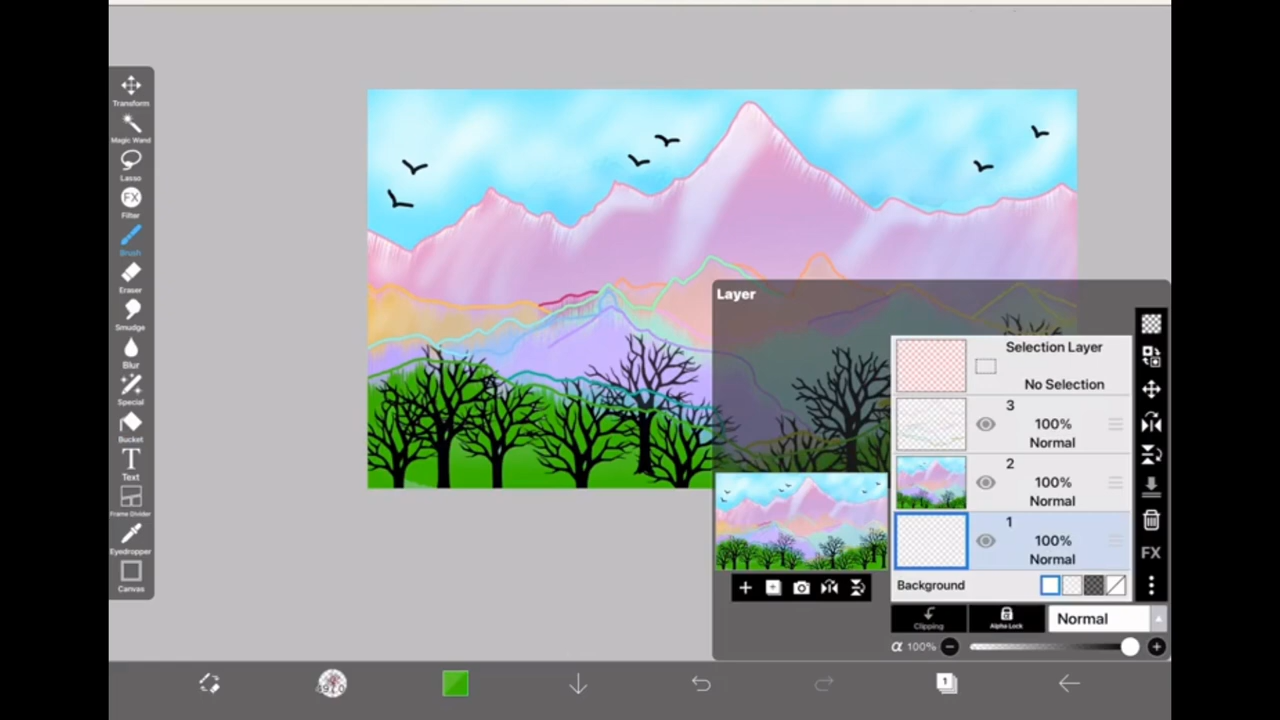 Transform
Magic Wand
Lasso
FX
Filter
Brush
Eraser
Smudge
Blur
Special
Bucket
T
Text
Frame Divider
Eyedropper
Canvas
Layer
Selection Layer
No Selection
3
100%
Normal
2
100%
Normal
1
100%
Normal
FX
Background
Clipping
Alpha Lock
Normal
α 100%
1